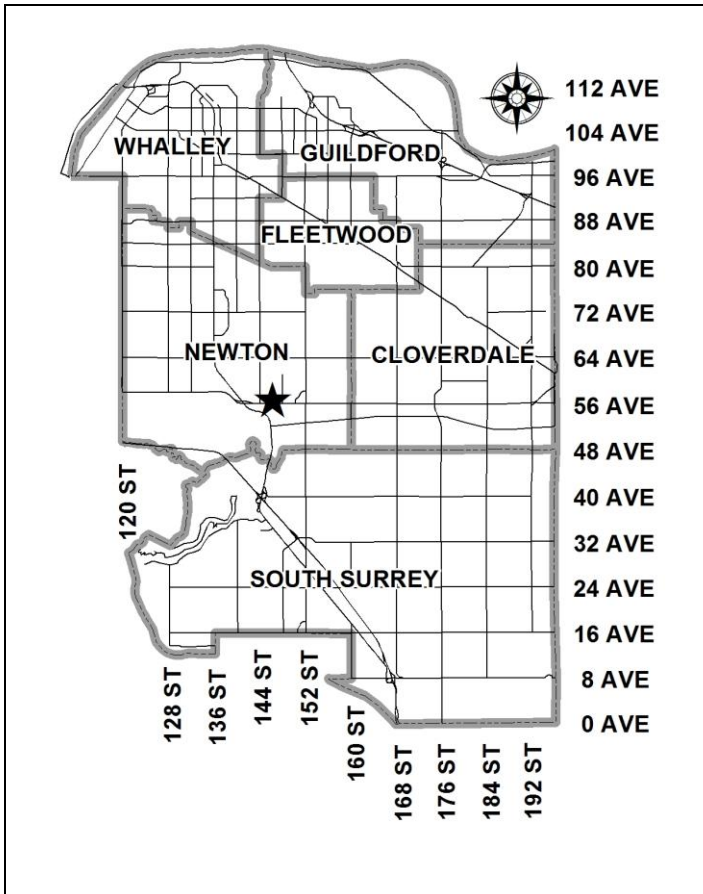 112 AVE
104 AVE
WHALLEY
GUILDFORD
96 AVE
88 AVE
FLEETWOOD
80 AVE
72 AVE
NEWTON
CLOVERDALE
64 AVE
56 AVE
48 AVE
120 ST
40 AVE
32 AVE
SOUTH SURREY
24 AVE
16 AVE
8 AVE
0 AVE
128 ST
136 ST
144 ST
152 ST
160 ST
168 ST
176 ST
184 ST
192 ST